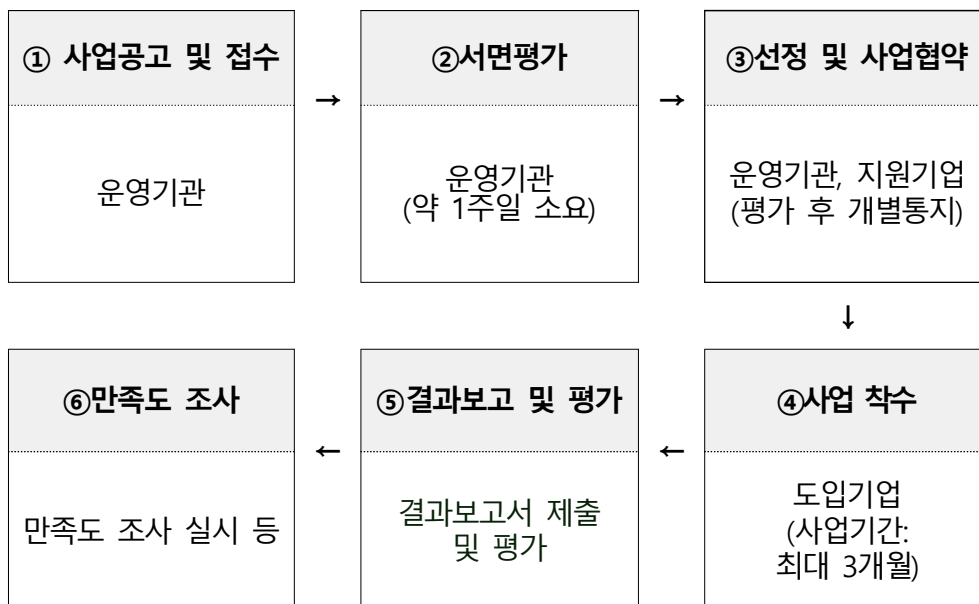 ① 사업공고 및 접수
운영기관
→
②서면평가
운영기관
(약 1주일 소요)
→
③선정 및 사업협약
운영기관, 지원기업
(평가 후 개별통지)
↓
④사업 착수
도입기업
(사업기간:
최대 3개월)
←
⑤결과보고 및 평가
결과보고서 제출
및 평가
←
⑥만족도 조사
만족도 조사 실시 등